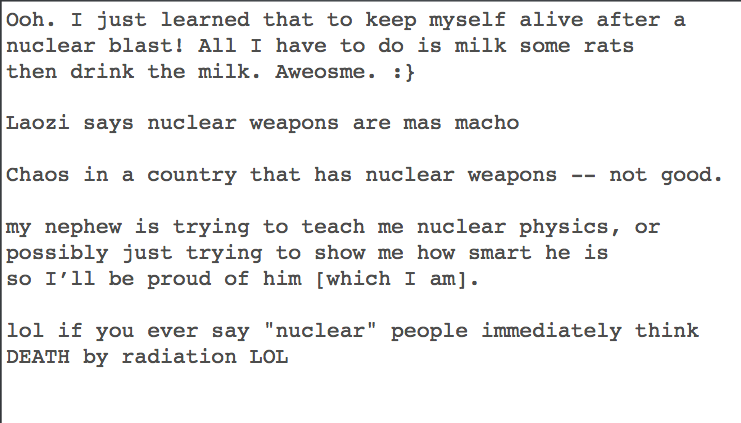 Ooh. I just learned that to keep myself alive after a
nuclear blast! All I have to do is milk some rats
then drink the milk. Aweosme. :}
Laozi says nuclear weapons are mas macho
Chaos in a country that has nuclear weapons -- not good.
my nephew is trying to teach me nuclear physics, or
possibly just trying to show me how smart he is
so I’ll be proud of him [which I am].
lol if you ever say "nuclear" people immediately think
DEATH by radiation LOL